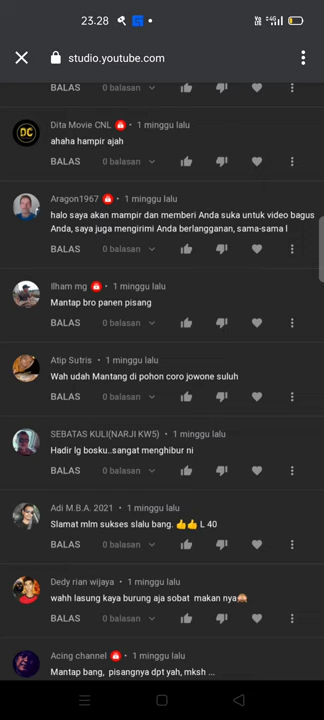 23.28
studio.youtube.com
BALAS 0 balasan
DC
Dita Movie CNL • 1 minggu lalu
ahaha hampir ajah
BALAS 0 balasan
Aragon1967 • 1 minggu lalu
halo saya akan mampir dan memberi Anda suka untuk video bagus
Anda, saya juga mengirimi Anda berlangganan, sama-sama l
BALAS 0 balasan
Ilham mg • 1 minggu lalu
Mantap bro panen pisang
BALAS 0 balasan
Atip Sutris • 1 minggu lalu
Wah udah Mantang di pohon coro jowone suluh
BALAS 0 balasan
SEBATAS KULI(NARJI KW5) • 1 minggu lalu
Hadir lg bosku..sangat menghibur ni
BALAS 0 balasan
Adi M.B.A. 2021 • 1 minggu lalu
Slamat mlm sukses slalu bang. 👍👍 L 40
BALAS 0 balasan
Dedy rian wijaya • 1 minggu lalu
wahh lasung kaya burung aja sobat makan nya🙈
BALAS 0 balasan
Acing channel • 1 minggu lalu
Mantap bang, pisangnya dpt yah, mksh ...